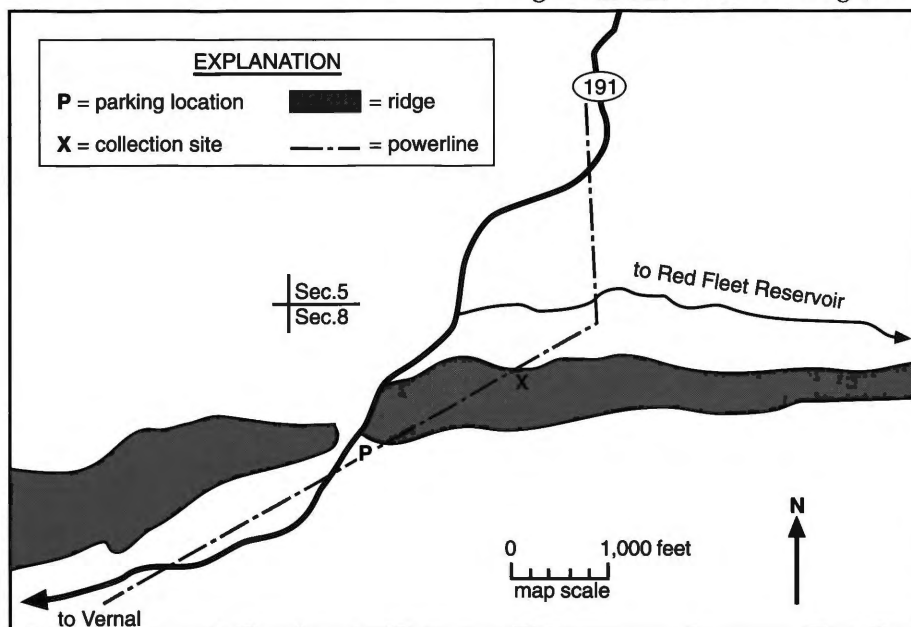 EXPLANATION
P = parking location
= ridge
X = collection site
= powerline
191
to Red Fleet Reservoir
Sec.5
Sec.8
X
P
N
0 1,000 feet
map scale
to Vernal